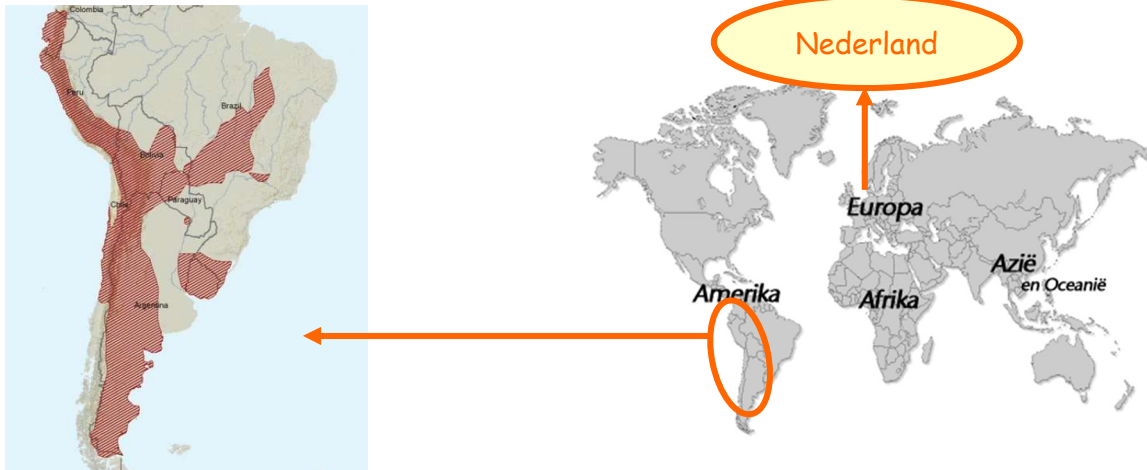 Colombia
Peru
Brazil
Bolivia
Paraguay
Chile
Argentina
Nederland
Europa
Azië
en Oceanië
Amerika
Afrika